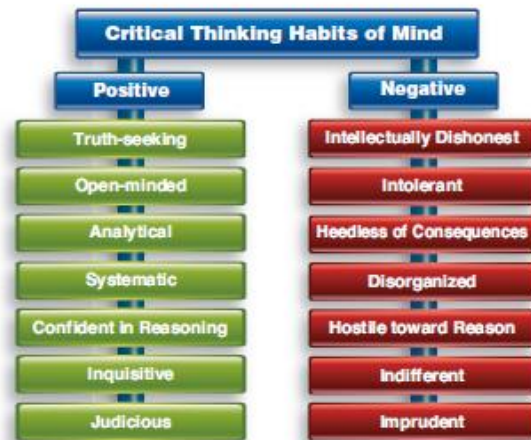 Critical Thinking Habits of Mind
Positive
Negative
Truth-seeking
Intellectually Dishonest
Open-minded
Intolerant
Analytical
Heedless of Consequences
Systematic
Disorganized
Confident in Reasoning
Hostile toward Reason
Inquisitive
Indifferent
Judicious
Imprudent